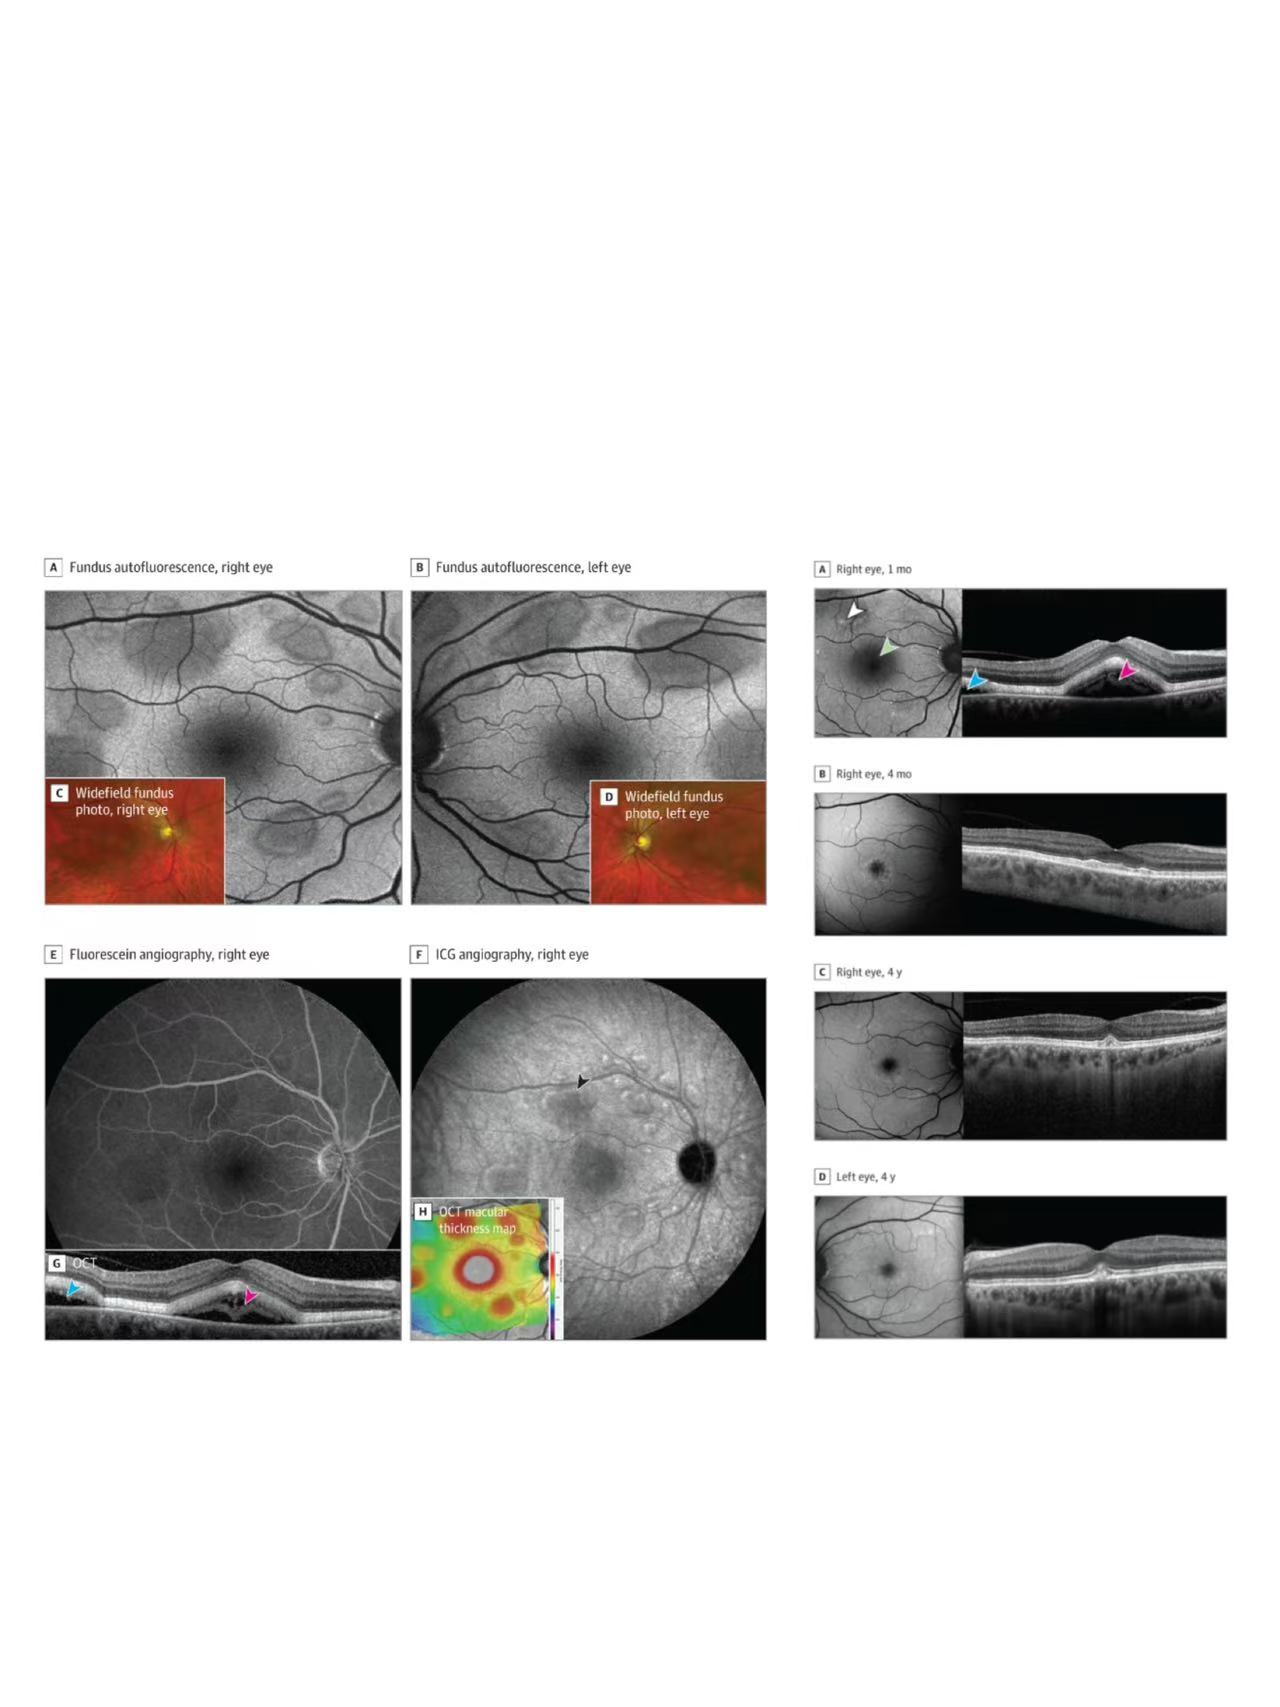 A Fundus autofluorescence, right eye
B Fundus autofluorescence, left eye
C Widefield fundus
photo, right eye
D Widefield fundus
photo, left eye
E Fluorescein angiography, right eye
F ICG angiography, right eye
G OCT
H OCT macular
thickness map
A Right eye, 1 mo
B Right eye, 4 mo
C Right eye, 4 y
D Left eye, 4 y